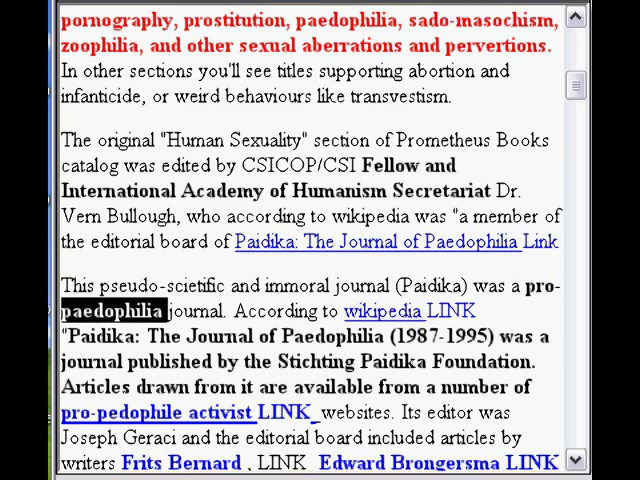 pornography, prostitution, paedophilia, sado-masochism,
zoophilia, and other sexual aberrations and pervertions.
In other sections you'll see titles supporting abortion and
infanticide, or weird behaviours like transvestism.
The original "Human Sexuality" section of Prometheus Books
catalog was edited by CSICOP/CSI Fellow and
International Academy of Humanism Secretariat Dr.
Vern Bullough, who according to wikipedia was "a member of
the editorial board of Paidika: The Journal of Paedophilia Link
This pseudo-scietific and immoral journal (Paidika) was a pro-
paedophilia journal. According to wikipedia LINK
"Paidika: The Journal of Paedophilia (1987-1995) was a
journal published by the Stichting Paidika Foundation.
Articles drawn from it are available from a number of
pro-pedophile activist LINK websites. Its editor was
Joseph Geraci and the editorial board included articles by
writers Frits Bernard , LINK Edward Brongersma LINK